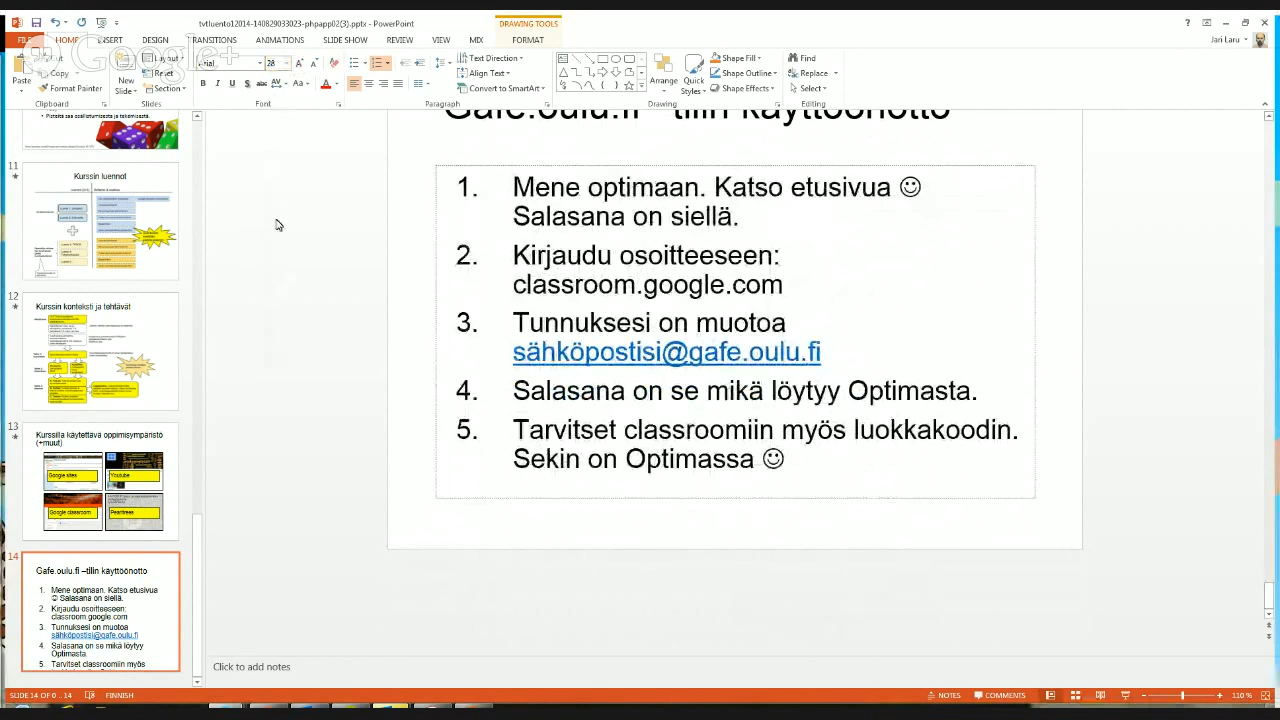 tvtluento12014-140829033023-phpapp02(3).pptx - PowerPoint
DRAWING TOOLS
FILE HOME INSERT DESIGN TRANSITIONS ANIMATIONS SLIDE SHOW REVIEW VIEW MIX FORMAT
Jari Laru
Google+
Paste
Copy
Format Painter
Clipboard
New
Slide
Layout
Reset
Section
Slides
Arial
28
Font
Text Direction
Align Text
Convert to SmartArt
Paragraph
Arrange
Quick
Styles
Shape Fill
Shape Outline
Shape Effects
Drawing
Find
Replace
Select
Editing
11
Kurssin luennot
12
Kurssin konteksti ja tehtävät
13
Kurssilla käytettävä oppimisympäristö
(+muut)
Google sites
Youtube
Google classroom
Pearltrees
14
Gafe.oulu.fi –tilin käyttöönotto
1. Mene optimaan. Katso etusivua
☺ Salasana on siellä.
2. Kirjaudu osoitteeseen:
classroom.google.com
3. Tunnuksesi on muotoa
sähköpostisi@gafe.oulu.fi
4. Salasana on se mikä löytyy
Optimasta.
5. Tarvitset classroomiin myös
Gafe.oulu.fi –tilin käyttöönotto
1. Mene optimaan. Katso etusivua ☺
Salasana on siellä.
2. Kirjaudu osoitteeseen:
classroom.google.com
3. Tunnuksesi on muotoa
sähköpostisi@gafe.oulu.fi
4. Salasana on se mikä löytyy Optimasta.
5. Tarvitset classroomiin myös luokkakoodin.
Sekin on Optimassa ☺
Click to add notes
SLIDE 14 OF 0 .. 14
FINNISH
NOTES
COMMENTS
110 %